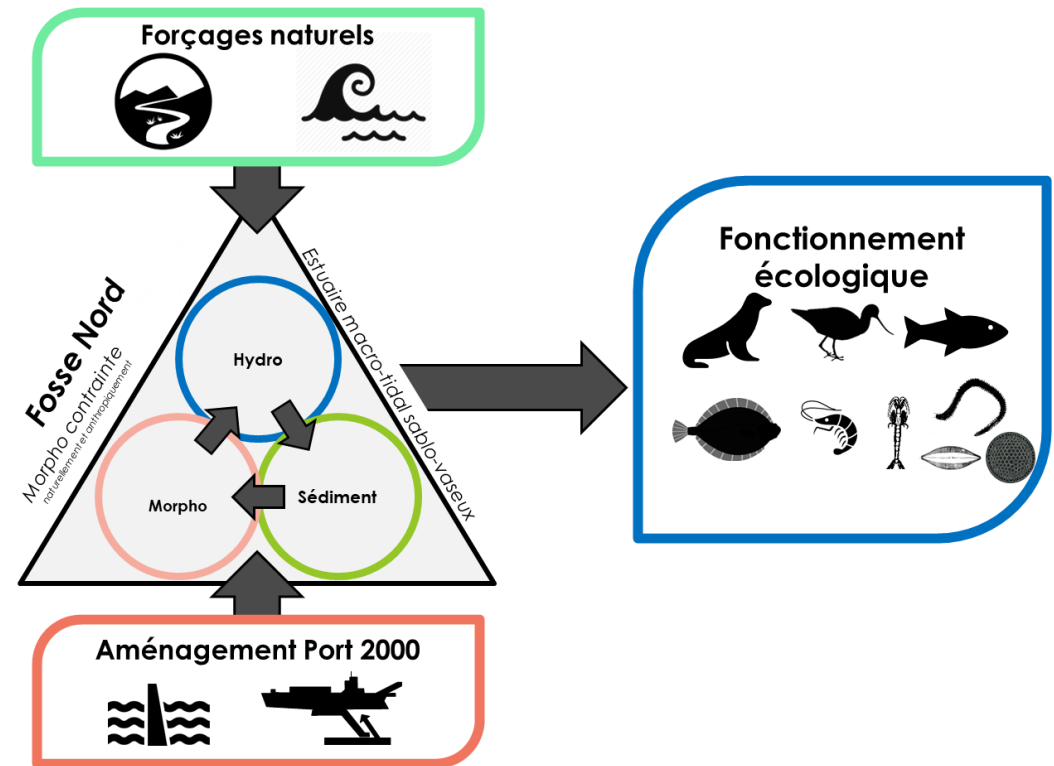 Forçages naturels
Fosse Nord
Morpho contrainte
naturellement et anthropiquement
Estuaire macro-tidal sablo-vaseux
Hydro
Morpho
Sédiment
Fonctionnement
écologique
Aménagement Port 2000